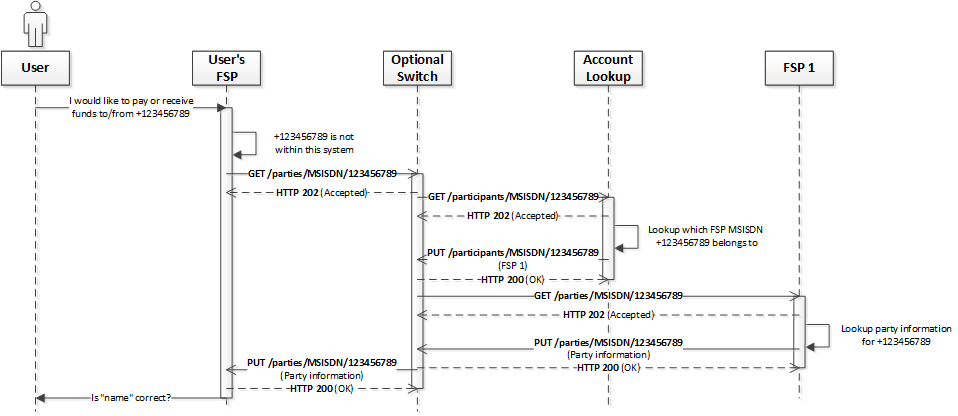 User
User's
FSP
Optional
Switch
Account
Lookup
FSP 1
I would like to pay or receive
funds to/from +123456789
+123456789 is not
within this system
GET /parties/MSISDN/123456789
HTTP 202 (Accepted)
GET /participants/MSISDN/123456789
HTTP 202 (Accepted)
Lookup which FSP MSISDN
+123456789 belongs to
PUT /participants/MSISDN/123456789
(FSP 1)
HTTP 200 (OK)
GET /parties/MSISDN/123456789
HTTP 202 (Accepted)
Lookup party information
for +123456789
PUT /parties/MSISDN/123456789
(Party information)
HTTP 200 (OK)
PUT /parties/MSISDN/123456789
(Party information)
HTTP 200 (OK)
Is "name" correct?